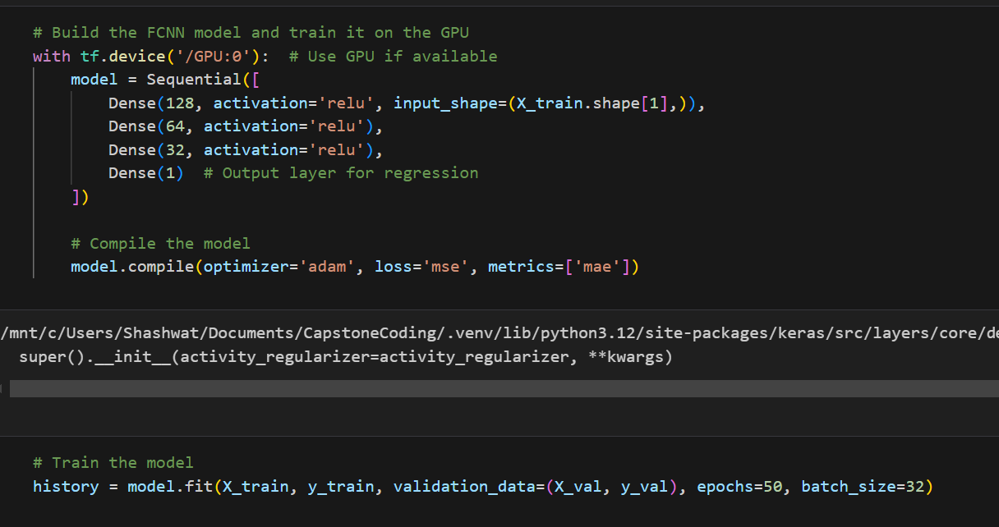 # Build the FCNN model and train it on the GPU
with tf.device('/GPU:0'):  # Use GPU if available
    model = Sequential([
        Dense(128, activation='relu', input_shape=(X_train.shape[1],)),
        Dense(64, activation='relu'),
        Dense(32, activation='relu'),
        Dense(1)  # Output layer for regression
    ])
    # Compile the model
    model.compile(optimizer='adam', loss='mse', metrics=['mae'])
/mnt/c/Users/Shashwat/Documents/CapstoneCoding/.venv/lib/python3.12/site-packages/keras/src/layers/core/de
  super().__init__(activity_regularizer=activity_regularizer, **kwargs)
# Train the model
history = model.fit(X_train, y_train, validation_data=(X_val, y_val), epochs=50, batch_size=32)